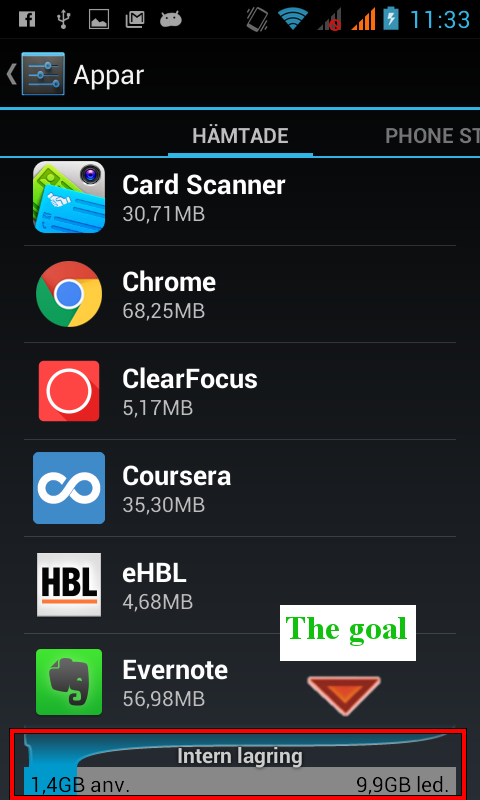 11:33
Appar
HÄMTADE PHONE ST
Card Scanner
30,71MB
Chrome
68,25MB
ClearFocus
5,17MB
Coursera
35,30MB
HBL
eHBL
4,68MB
The goal
Evernote
56,98MB
Intern lagring
1,4GB anv. 9,9GB led.